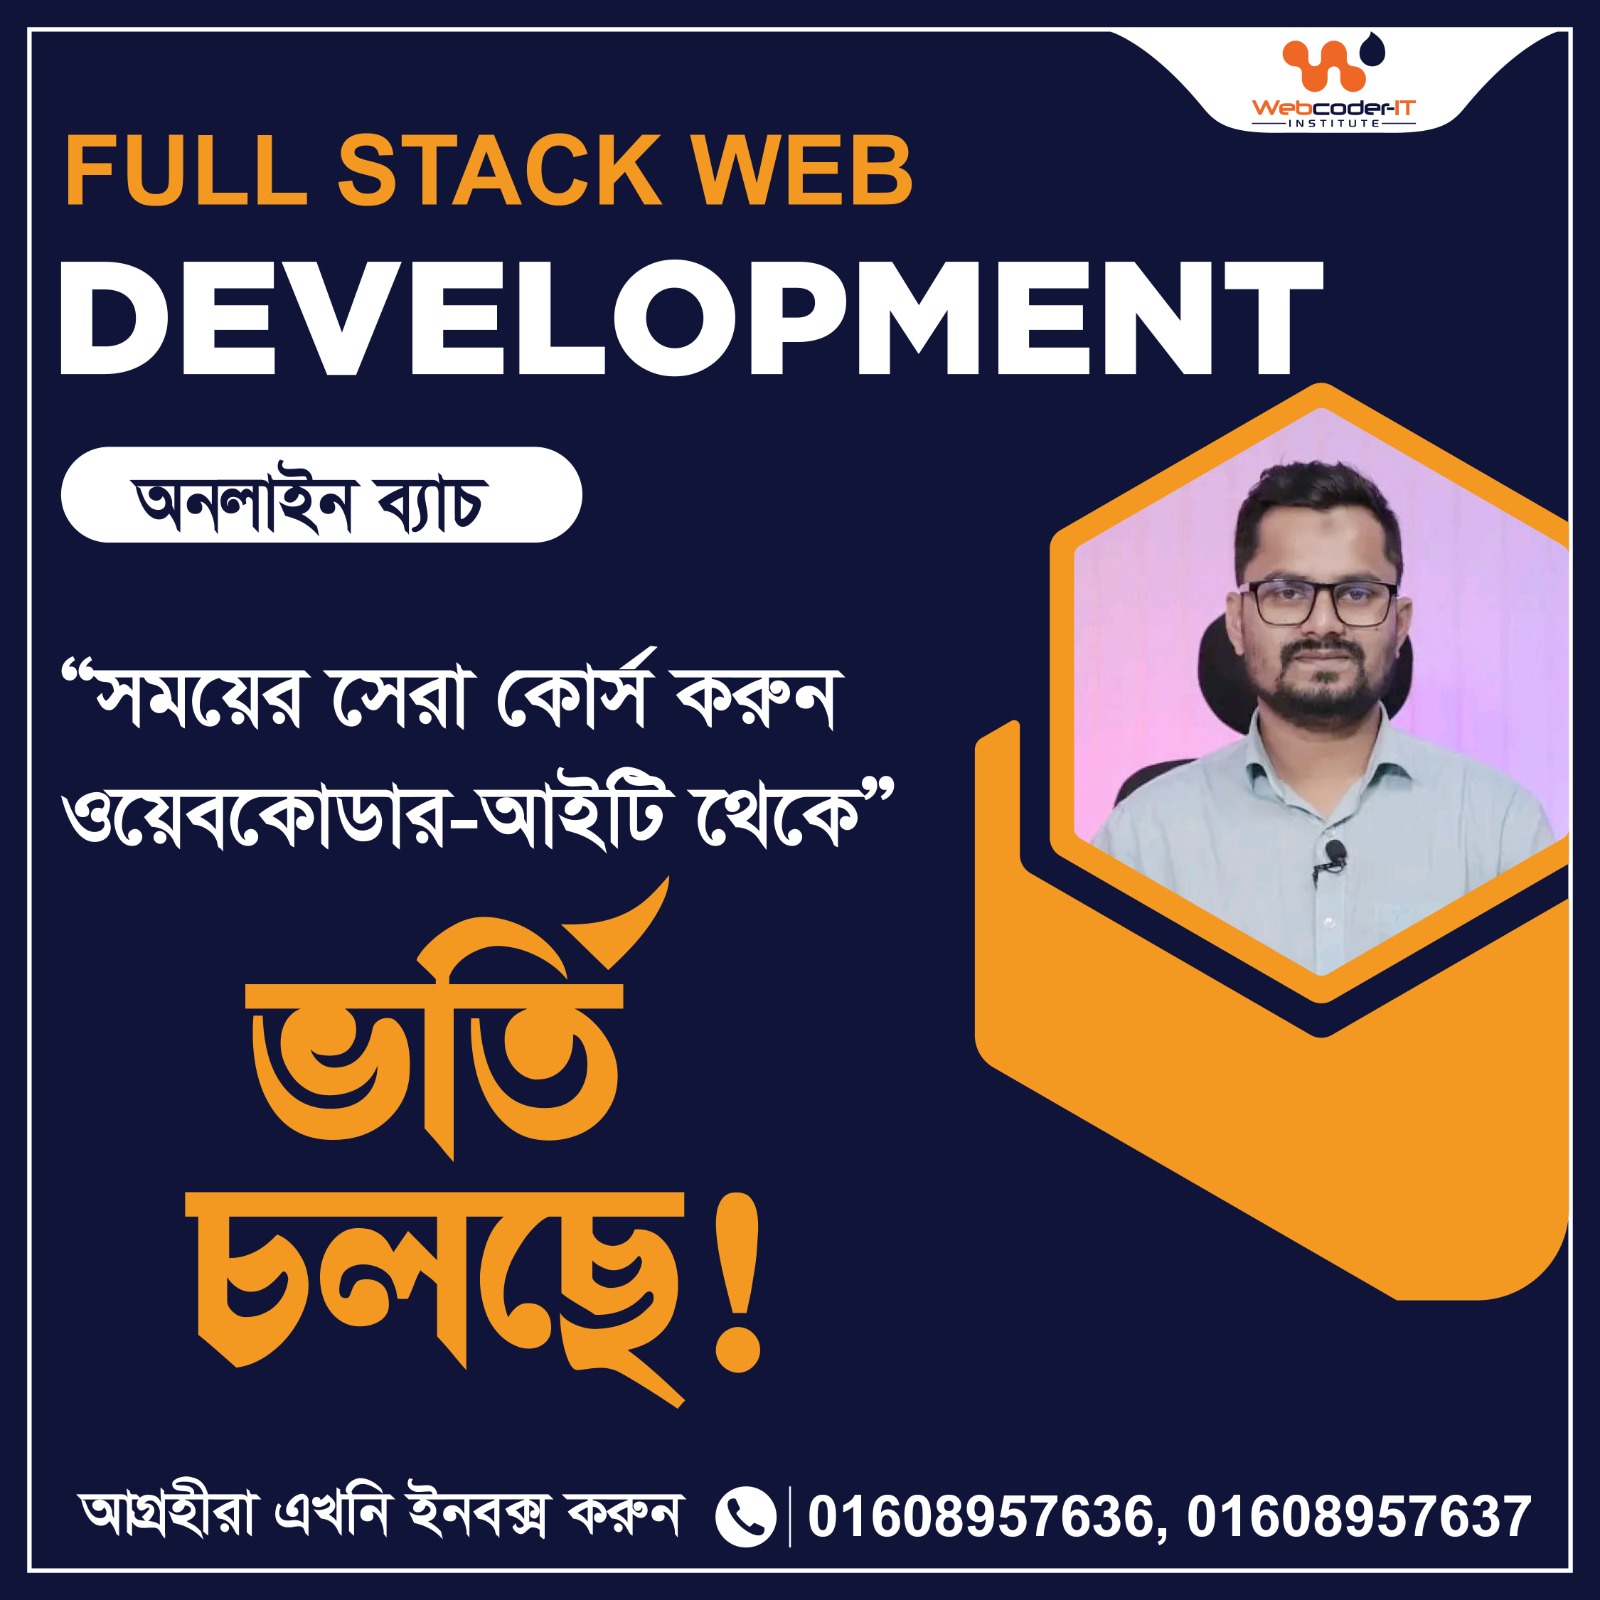 Webcoder-IT
INSTITUTE
FULL STACK WEB
DEVELOPMENT
অনলাইন ব্যাচ
“সময়ের সেরা কোর্স করুন
ওয়েবকোডার-আইটি থেকে”
ভর্তি
চলছে!
আগ্রহীরা এখনি ইনবক্স করুন 01608957636, 01608957637